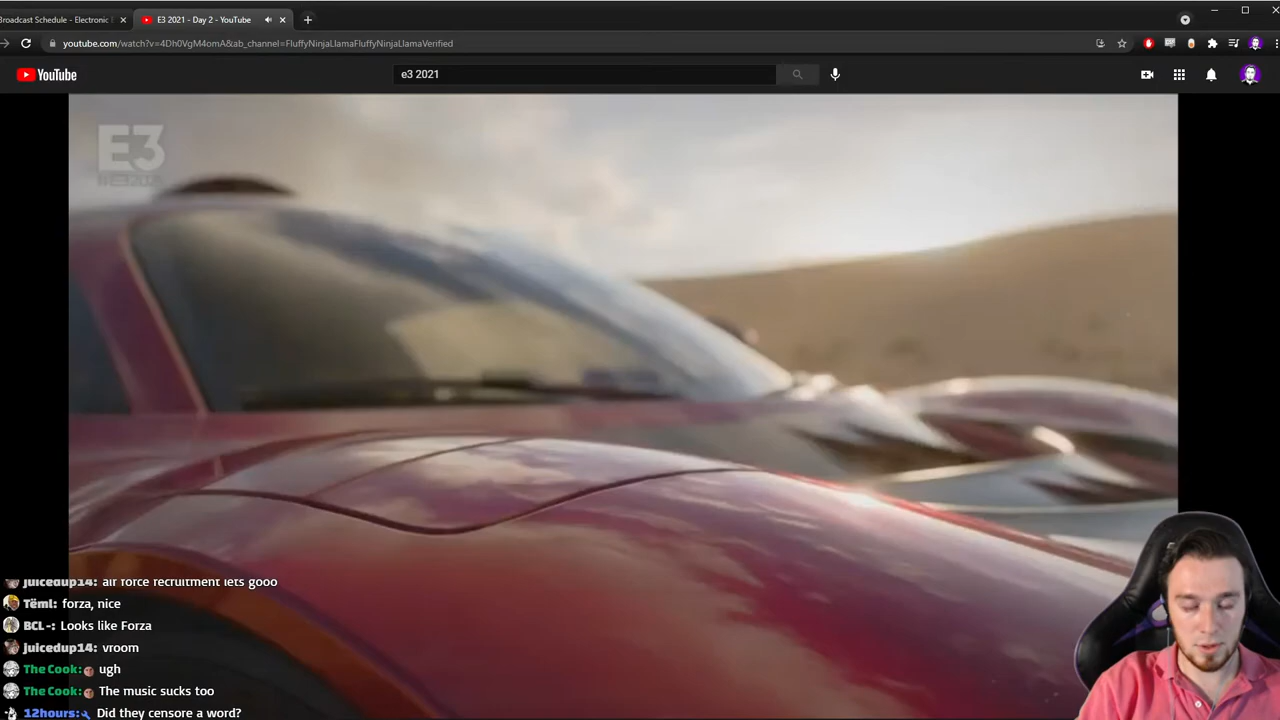 Broadcast Schedule - Electronic E
E3 2021 - Day 2 - YouTube
youtube.com/watch?v=4Dh0VgM4omA&ab_channel=FluffyNinjaLlamaFluffyNinjaLlamaVerified
YouTube
e3 2021
E3
juicedup14: air force recruitment lets gooo
Tëml: forza, nice
BCL-: Looks like Forza
juicedup14: vroom
The Cook: ugh
The Cook: The music sucks too
12hours: Did they censore a word?